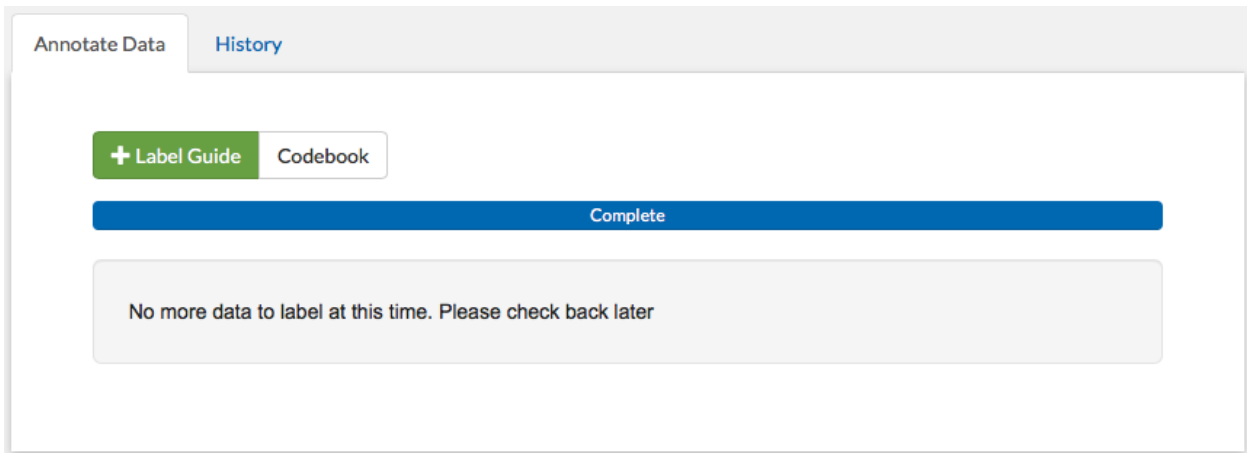 Annotate Data History
+ Label Guide Codebook
Complete
No more data to label at this time. Please check back later